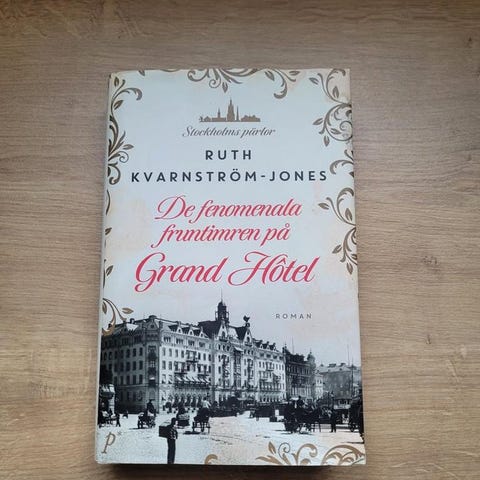 Stockholms pärlor
RUTH
KVARNSTRÖM-JONES
De fenomenala
fruntimren på
Grand Hôtel
ROMAN
p